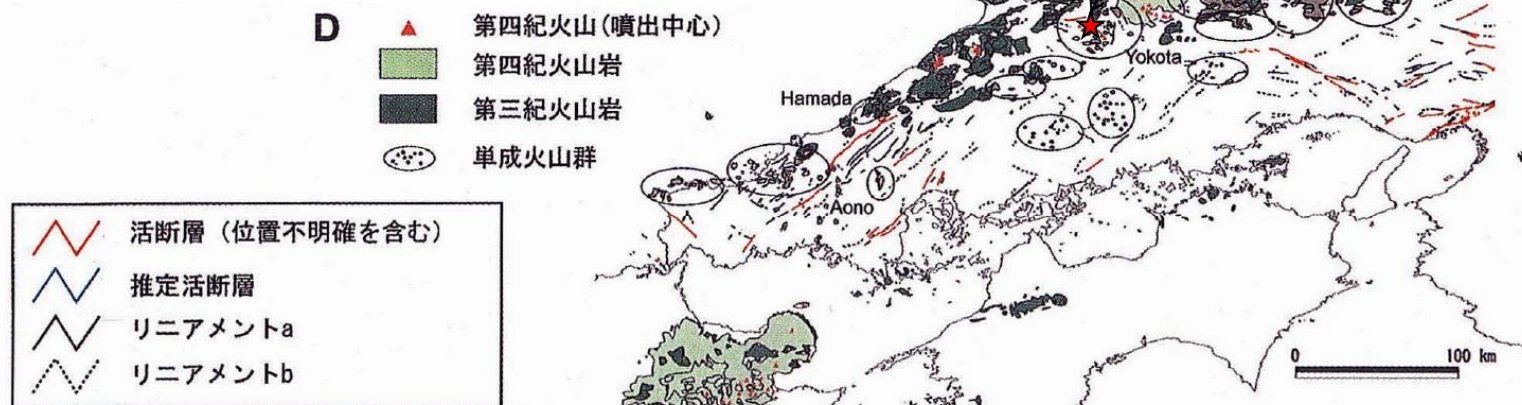 D
第四紀火山(噴出中心)
第四紀火山岩
第三紀火山岩
単成火山群
活断層（位置不明確を含む）
推定活断層
リニアメントa
リニアメントb
Yokota
Hamada
Aono
0 100 km